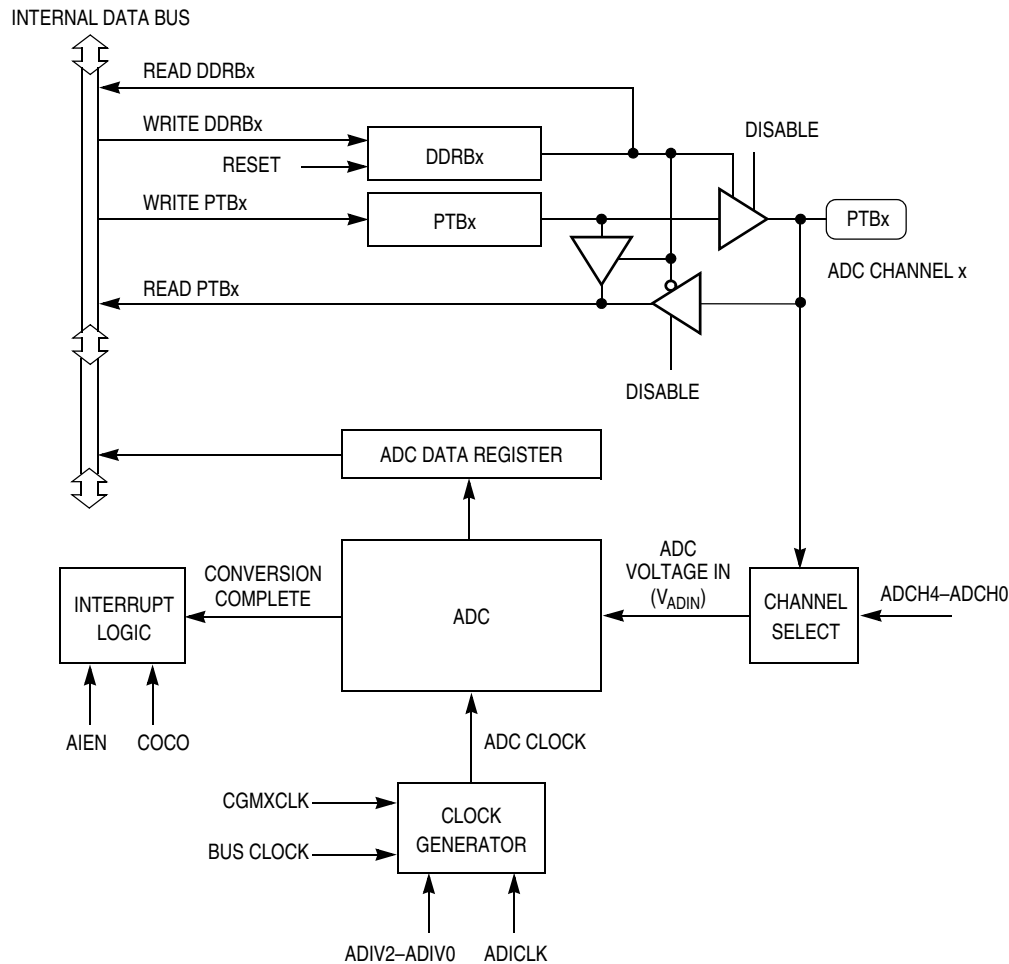 INTERNAL DATA BUS
READ DDRBx
WRITE DDRBx
RESET
DDRBx
DISABLE
WRITE PTBx
PTBx
PTBx
ADC CHANNEL x
READ PTBx
DISABLE
ADC DATA REGISTER
INTERRUPT
LOGIC
CONVERSION
COMPLETE
ADC
ADC
VOLTAGE IN
(VADIN)
CHANNEL
SELECT
ADCH4–ADCH0
AIEN
COCO
ADC CLOCK
CGMXCLK
BUS CLOCK
CLOCK
GENERATOR
ADIV2–ADIV0
ADICLK